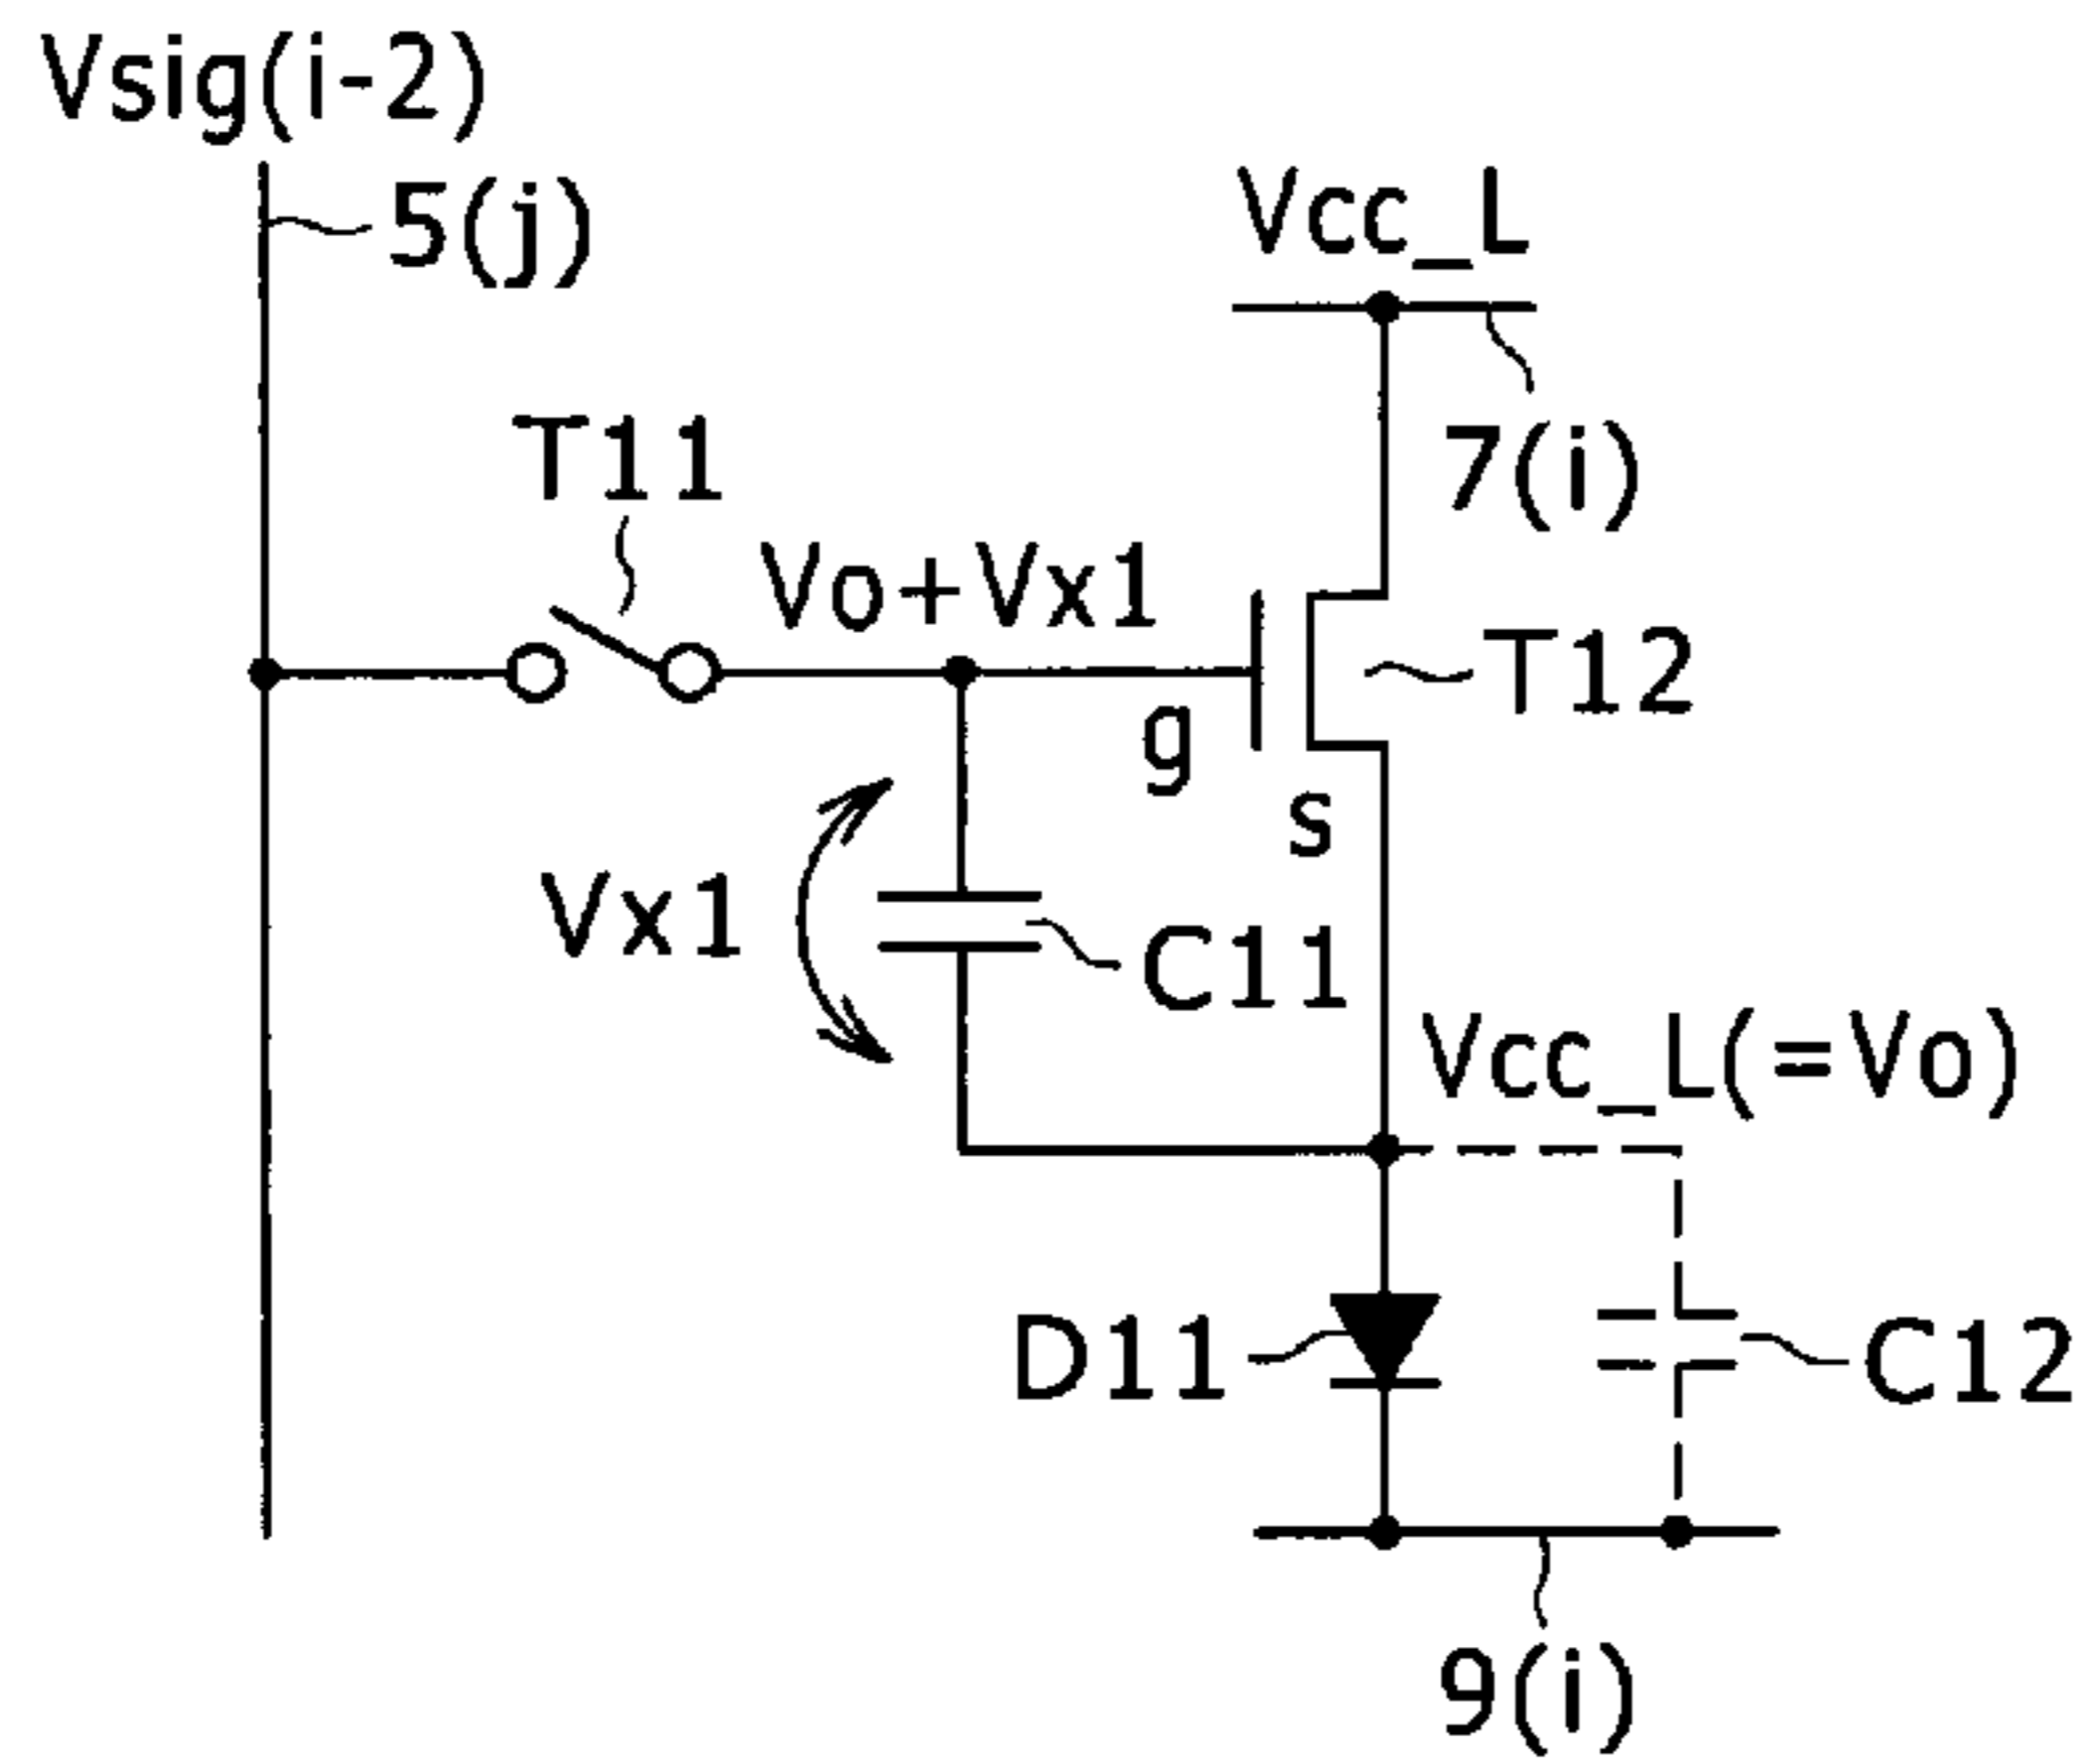 Vsig(i-2)
5(j)
Vcc_L
7(i)
T11
Vo+Vx1
T12
g
s
Vx1
C11
Vcc_L(=Vo)
D11
C12
9(i)